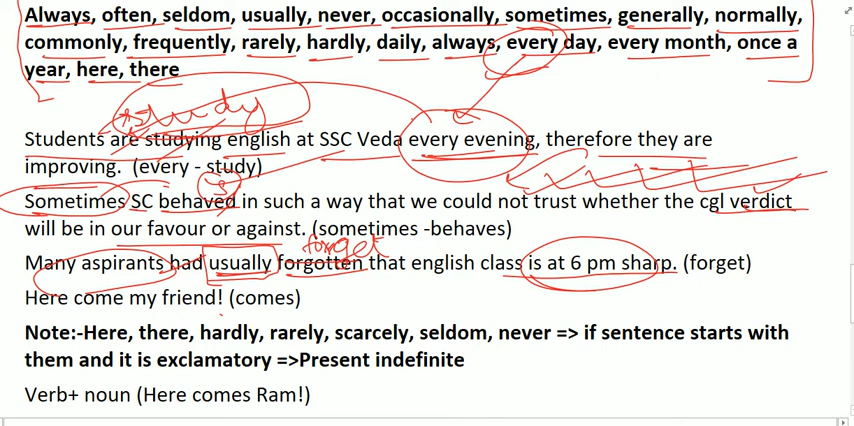 Always, often, seldom, usually, never, occasionally, sometimes, generally, normally,
commonly, frequently, rarely, hardly, daily, always, every day, every month, once a
year, here, there
study
Students are studying english at SSC Veda every evening, therefore they are
improving. (every - study)
s
Sometimes SC behaved in such a way that we could not trust whether the cgl verdict
will be in our favour or against. (sometimes -behaves)
forget
Many aspirants had usually forgotten that english class is at 6 pm sharp. (forget)
Here come my friend! (comes)
Note:-Here, there, hardly, rarely, scarcely, seldom, never => if sentence starts with
them and it is exclamatory =>Present indefinite
Verb+ noun (Here comes Ram!)